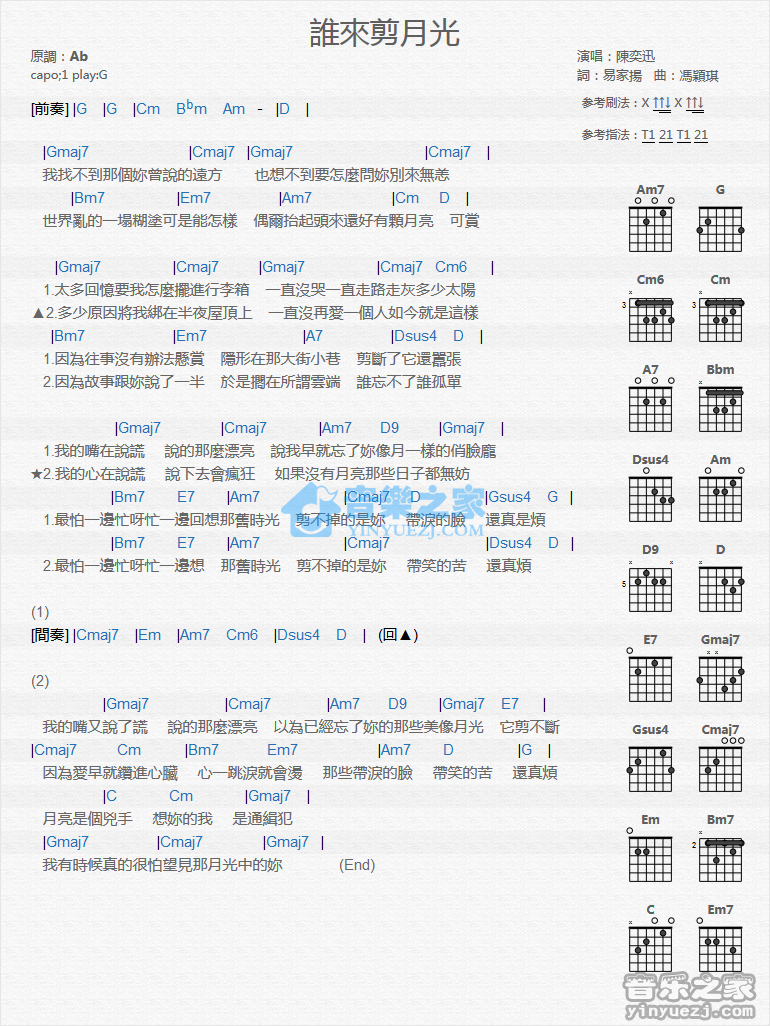 誰來剪月光
原調：Ab
capo;1 play:G
演唱：陳奕迅
詞：易家揚　曲：馮穎琪
參考刷法：X ↑↑↓ X ↑↑↓
參考指法：T1 21 T1 21
[前奏] |G |G |Cm Bbm Am - |D |
|Gmaj7 |Cmaj7 |Gmaj7 |Cmaj7 |
我找不到那個妳曾說的遠方　也想不到要怎麼問妳別來無恙
|Bm7 |Em7 |Am7 |Cm D |
世界亂的一塌糊塗可是能怎樣　偶爾抬起頭來還好有顆月亮　可賞
|Gmaj7 |Cmaj7 |Gmaj7 |Cmaj7 Cm6 |
1.太多回憶要我怎麼擺進行李箱　一直沒哭一直走路走灰多少太陽
▲2.多少原因將我綁在半夜屋頂上　一直沒再愛一個人如今就是這樣
|Bm7 |Em7 |A7 |Dsus4 D |
1.因為往事沒有辦法懸賞　隱形在那大街小巷　剪斷了它還囂張
2.因為故事跟妳說了一半　於是擱在所謂雲端　誰忘不了誰孤單
|Gmaj7 |Cmaj7 |Am7 D9 |Gmaj7 |
1.我的嘴在說謊　說的那麼漂亮　說我早就忘了妳像月一樣的俏臉龐
★2.我的心在說謊　說下去會瘋狂　如果沒有月亮那些日子都無妨
|Bm7 E7 |Am7 |Cmaj7 D |Gsus4 G |
1.最怕一邊忙呀忙一邊回想那舊時光　剪不掉的是妳　帶淚的臉　還真是煩
|Bm7 E7 |Am7 |Cmaj7 |Dsus4 D |
2.最怕一邊忙呀忙一邊想　那舊時光　剪不掉的是妳　帶笑的苦　還真煩
(1)
[間奏] |Cmaj7 |Em |Am7 Cm6 |Dsus4 D | (回▲)
(2)
|Gmaj7 |Cmaj7 |Am7 D9 |Gmaj7 E7 |
我的嘴又說了謊　說的那麼漂亮　以為已經忘了妳的那些美像月光　它剪不斷
|Cmaj7 Cm |Bm7 Em7 |Am7 D |G |
因為愛早就鑽進心臟　心一跳淚就會燙　那些帶淚的臉　帶笑的苦　還真煩
|C Cm |Gmaj7 |
月亮是個兇手　想妳的我　是通緝犯
|Gmaj7 |Cmaj7 |Gmaj7 |
我有時候真的很怕望見那月光中的妳　(End)
Am7 G
Cm6 Cm
3 3
A7 Bbm
Dsus4 Am
D9 D
5
E7 Gmaj7
Gsus4 Cmaj7
Em Bm7
2
C Em7
音樂之家
YINYUEZJ.COM
音乐之家
yinyuezj.com